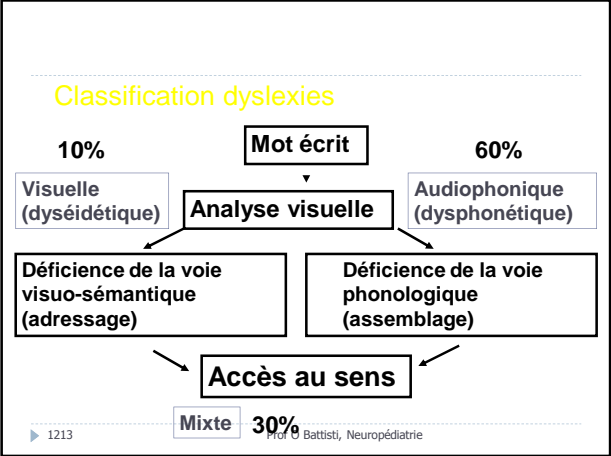 Classification dyslexies
10%
Mot écrit
60%
Visuelle
(dyséidétique)
Analyse visuelle
Audiophonique
(dysphonétique)
Déficience de la voie
visuo-sémantique
(adressage)
Déficience de la voie
phonologique
(assemblage)
Accès au sens
Mixte
30%
1213
Prof O Battisti, Neuropédiatrie